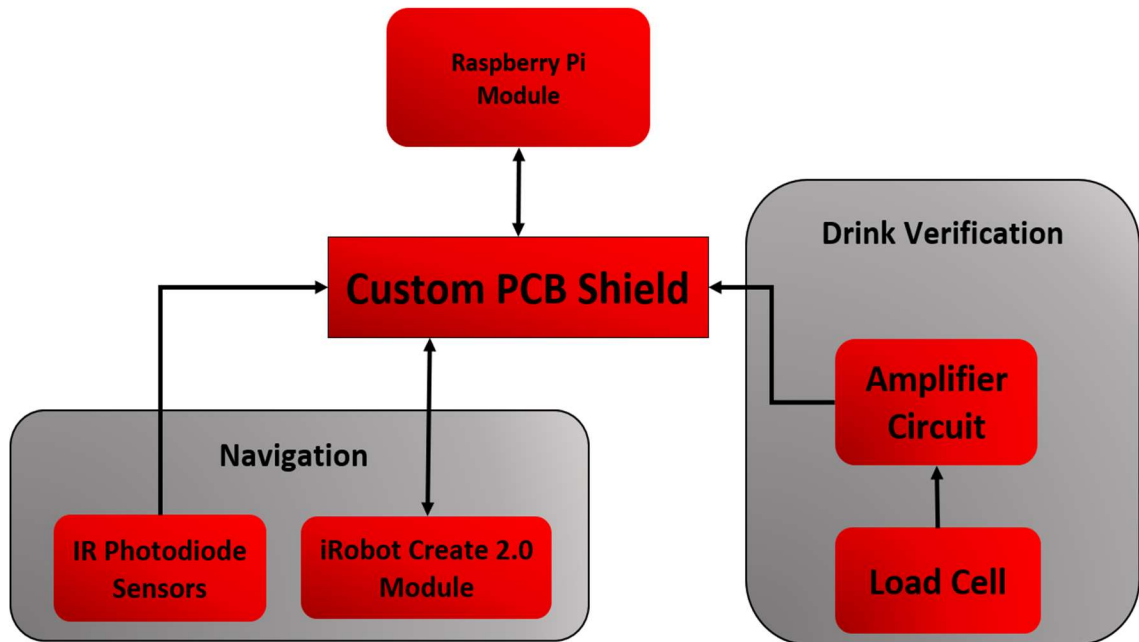 Raspberry Pi
Module
Custom PCB Shield
Navigation
IR Photodiode
Sensors
iRobot Create 2.0
Module
Drink Verification
Amplifier
Circuit
Load Cell